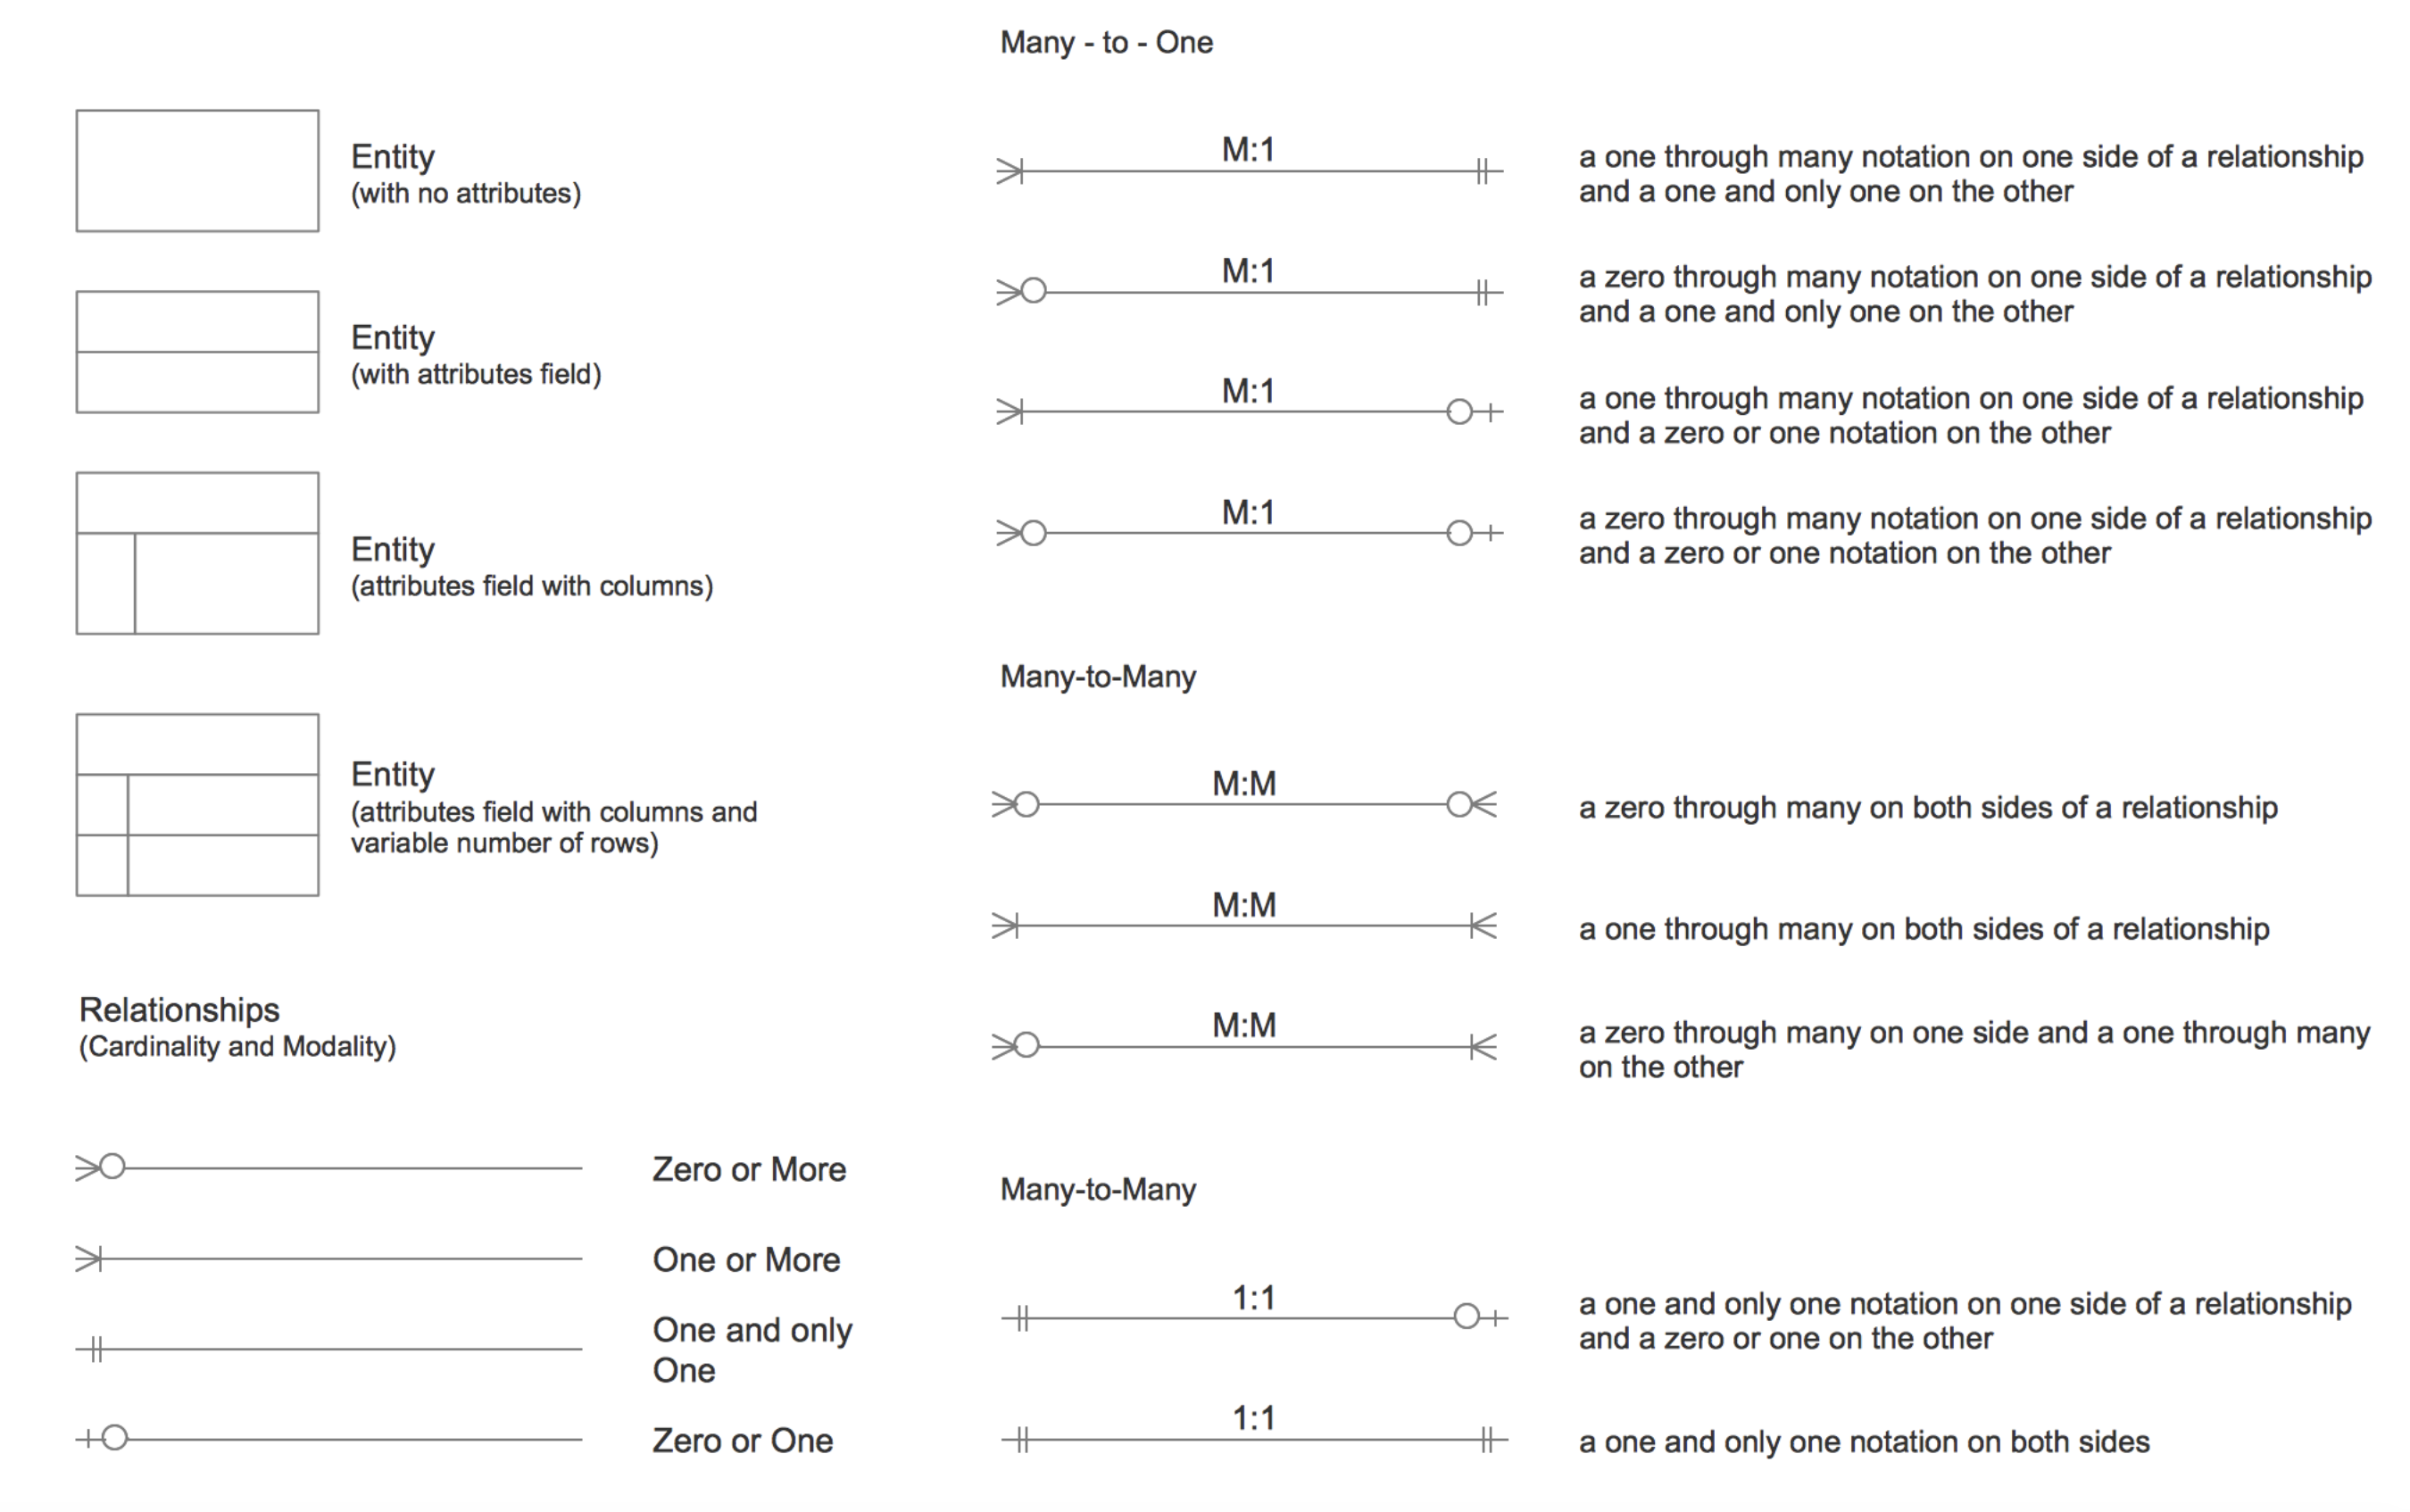 Entity
(with no attributes)
Entity
(with attributes field)
Entity
(attributes field with columns)
Entity
(attributes field with columns and
variable number of rows)
Relationships
(Cardinality and Modality)
Zero or More
One or More
One and only
One
Zero or One
Many - to - One
M:1
a one through many notation on one side of a relationship
and a one and only one on the other
M:1
a zero through many notation on one side of a relationship
and a one and only one on the other
M:1
a one through many notation on one side of a relationship
and a zero or one notation on the other
M:1
a zero through many notation on one side of a relationship
and a zero or one notation on the other
Many-to-Many
M:M
a zero through many on both sides of a relationship
M:M
a one through many on both sides of a relationship
M:M
a zero through many on one side and a one through many
on the other
Many-to-Many
1:1
a one and only one notation on one side of a relationship
and a zero or one on the other
1:1
a one and only one notation on both sides